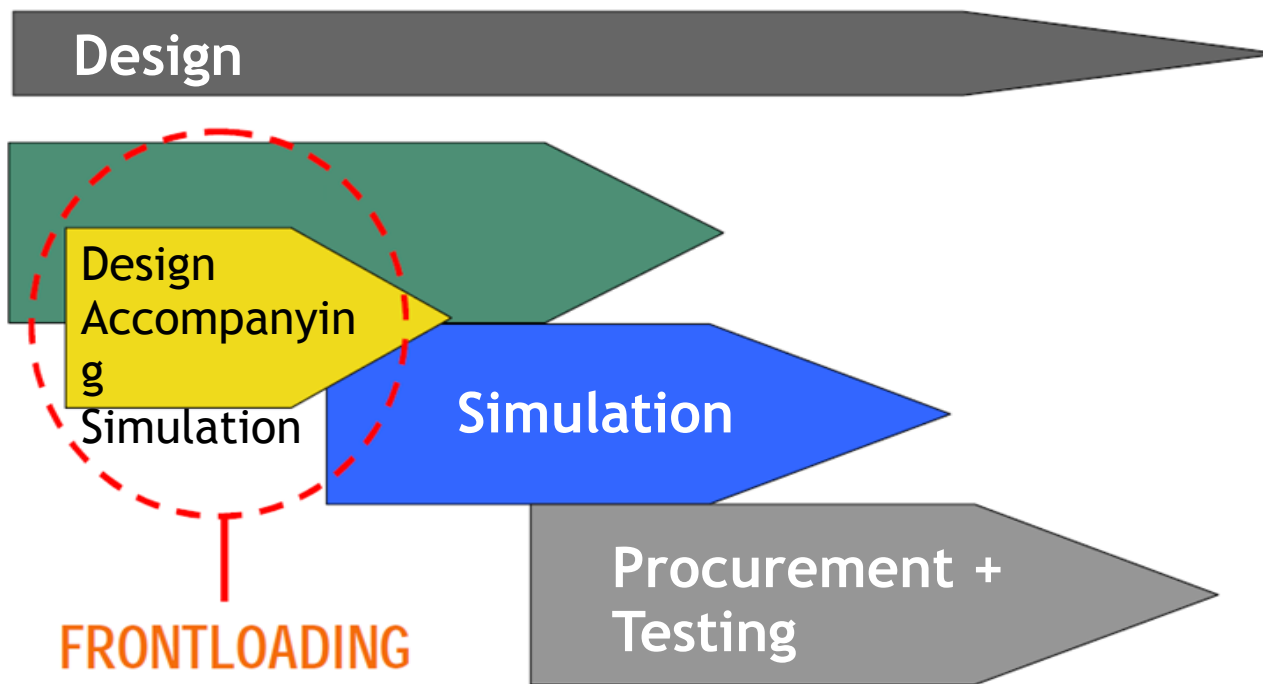 Design
Design
Accompanyin
g
Simulation
Simulation
Procurement +
Testing
FRONTLOADING